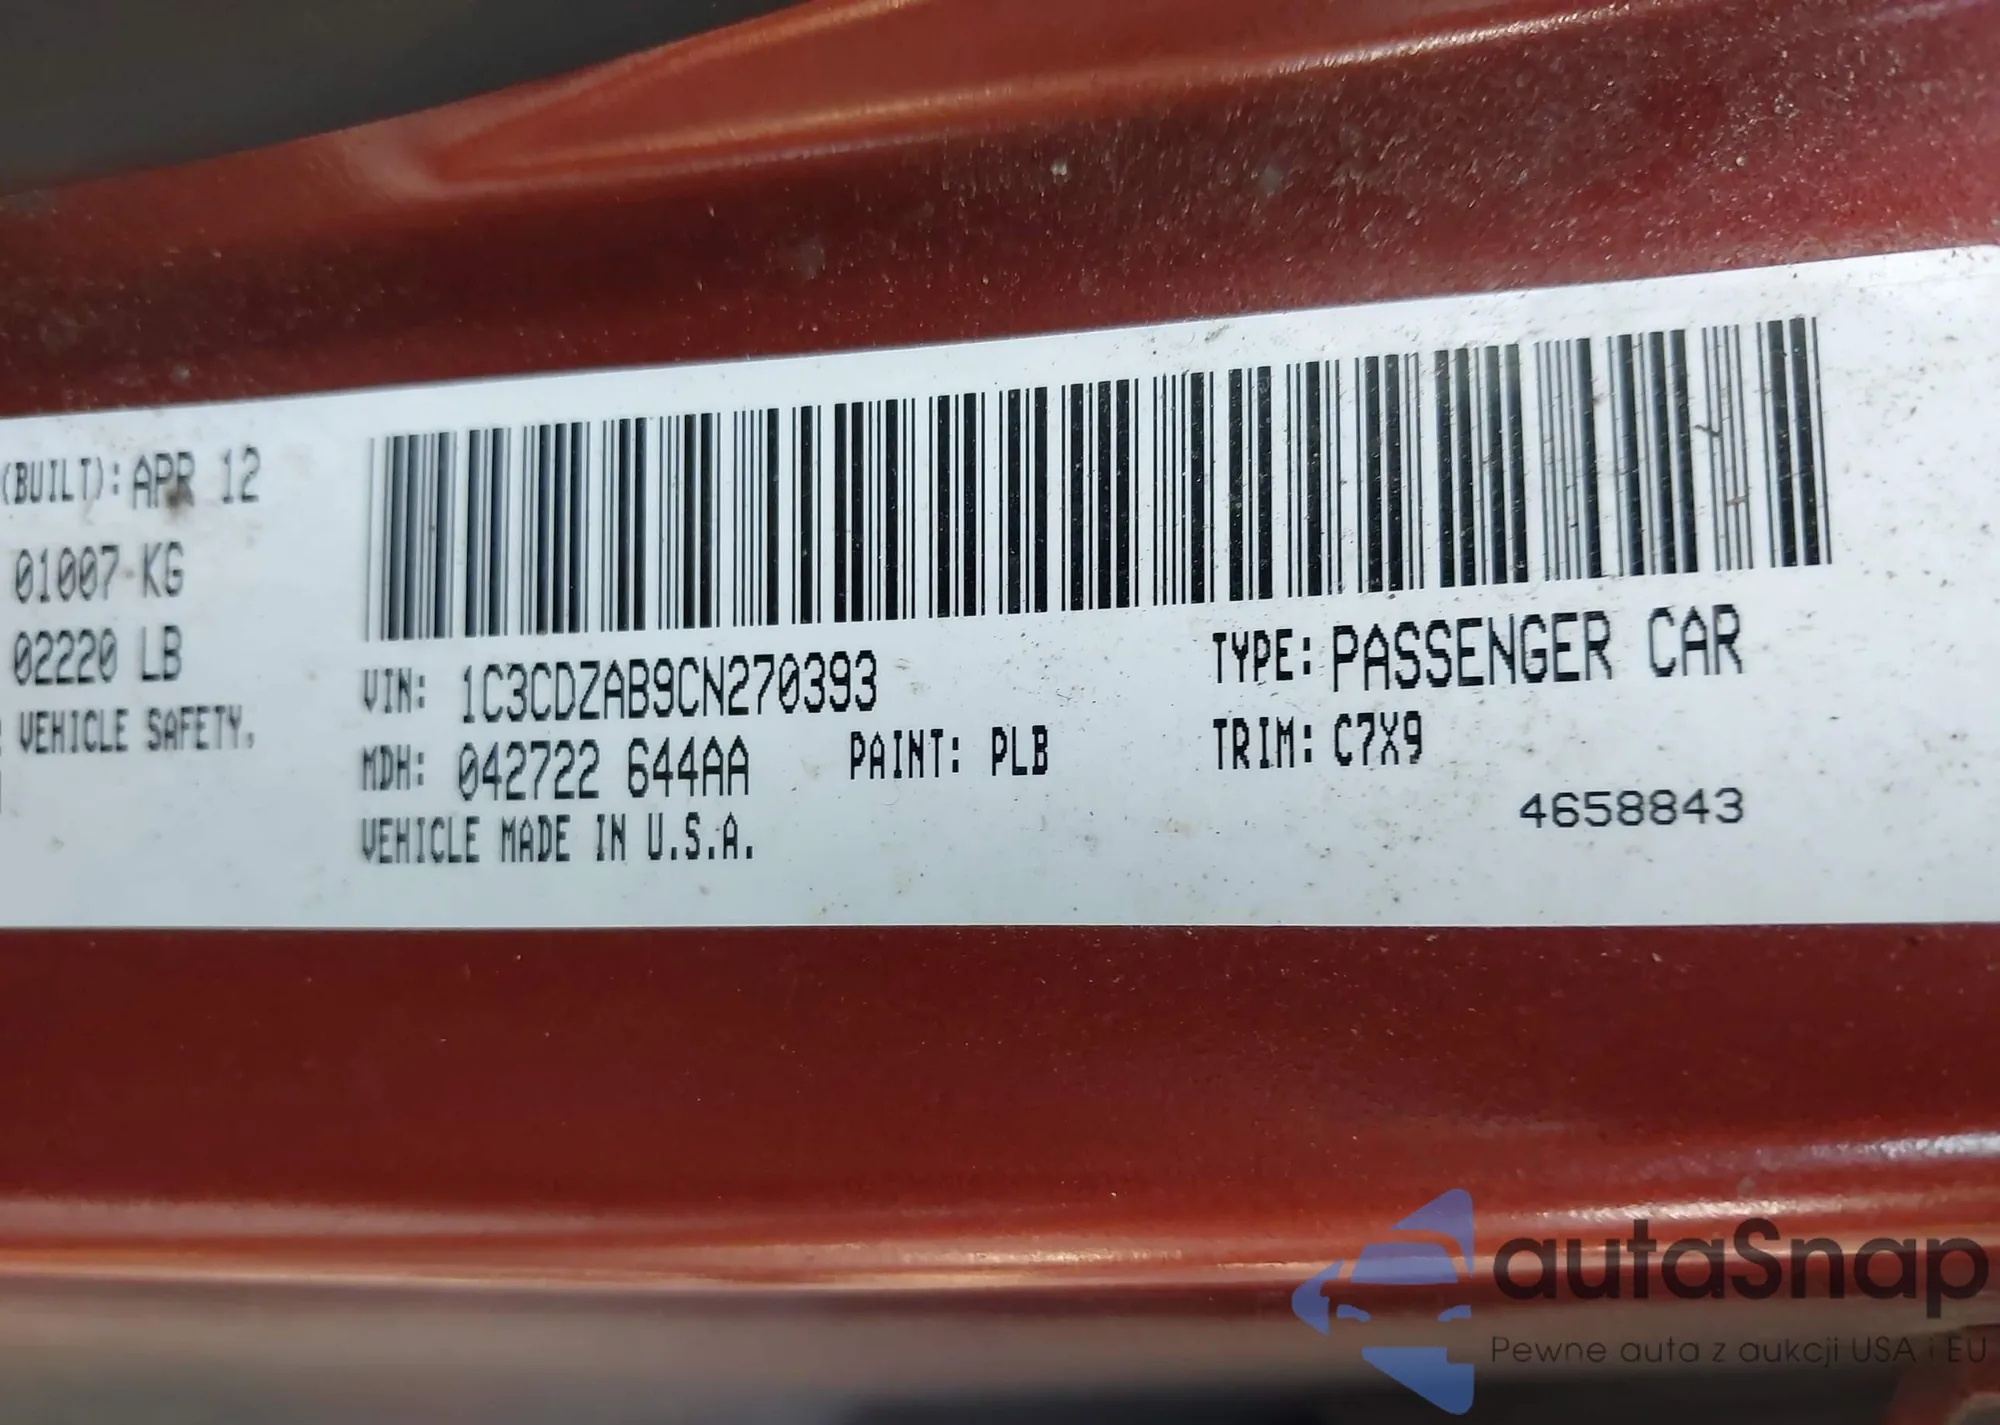 (BUILT): APR 12
01007 KG
02220 LB
VEHICLE SAFETY,
VIN: 1C3CDZAB9CN270393
TYPE: PASSENGER CAR
MDH: 042722 644AA
PAINT: PLB
TRIM: C7X9
VEHICLE MADE IN U.S.A.
4658843
autaSnap
Pewne auta z aukcji USA i EU